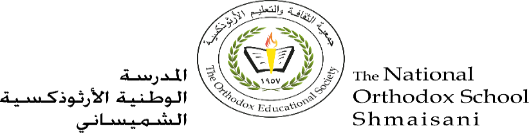 المدرسة
الوطنية الأرثوذكسية
الشميساني
جمعية الثقافة والتعليم الأرثوذكسية
١٩٥٧
The Orthodox Educational Society
The National
Orthodox School
Shmaisani